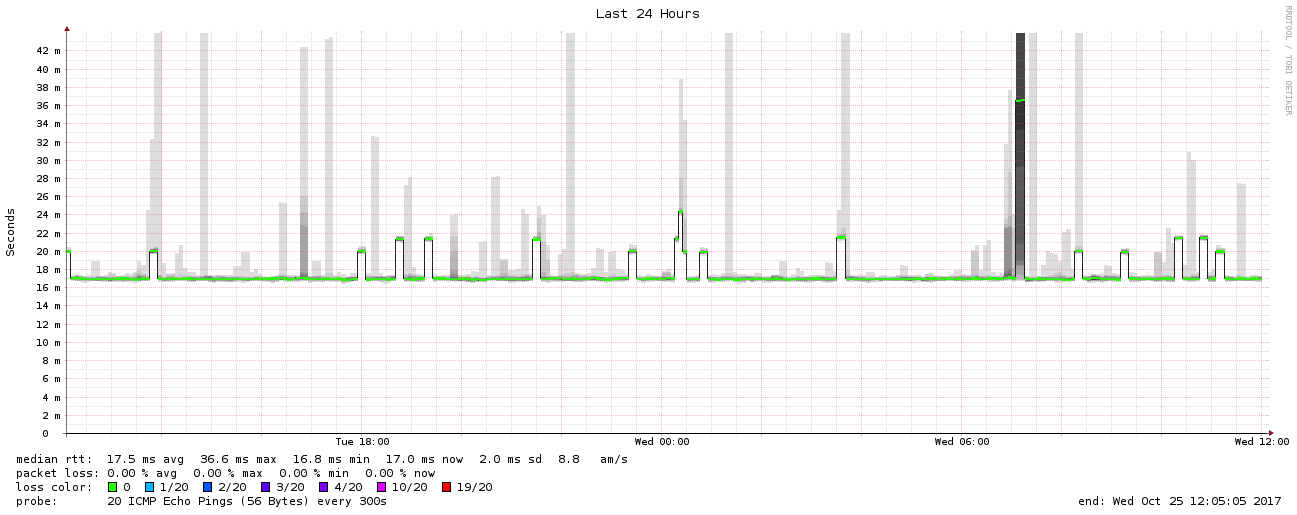 Last 24 Hours
RRDTOOL / TOBI OETIKER
Seconds
42 m
40 m
38 m
36 m
34 m
32 m
30 m
28 m
26 m
24 m
22 m
20 m
18 m
16 m
14 m
12 m
10 m
8 m
6 m
4 m
2 m
0
Tue 18:00 Wed 00:00 Wed 06:00 Wed 12:00
median rtt: 17.5 ms avg 36.6 ms max 16.8 ms min 17.0 ms now 2.0 ms sd 8.8 am/s
packet loss: 0.00 % avg 0.00 % max 0.00 % min 0.00 % now
loss color: 0 1/20 2/20 3/20 4/20 10/20 19/20
probe: 20 ICMP Echo Pings (56 Bytes) every 300s end: Wed Oct 25 12:05:05 2017